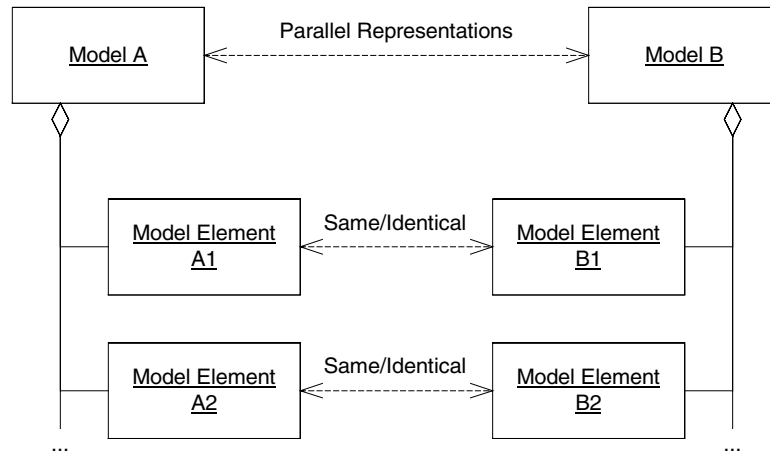 Parallel Representations
Model A
Model B
Same/Identical
Model Element
A1
Model Element
B1
Same/Identical
Model Element
A2
Model Element
B2
...
...